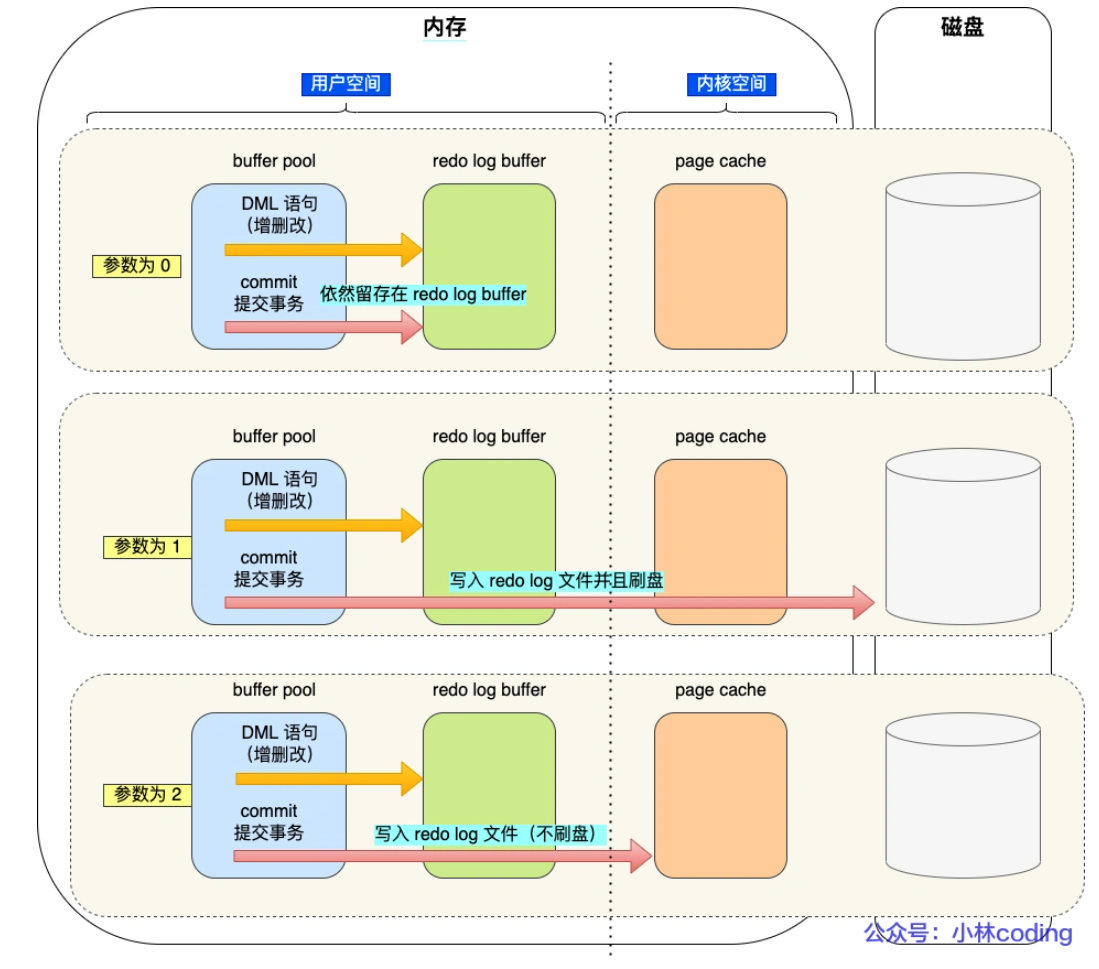 内存
磁盘
用户空间
内核空间
buffer pool
redo log buffer
page cache
DML 语句
（增删改）
参数为 0
commit
提交事务
依然留存在 redo log buffer
buffer pool
redo log buffer
page cache
DML 语句
（增删改）
参数为 1
commit
提交事务
写入 redo log 文件并且刷盘
buffer pool
redo log buffer
page cache
DML 语句
（增删改）
参数为 2
commit
提交事务
写入 redo log 文件（不刷盘）
公众号：小林coding